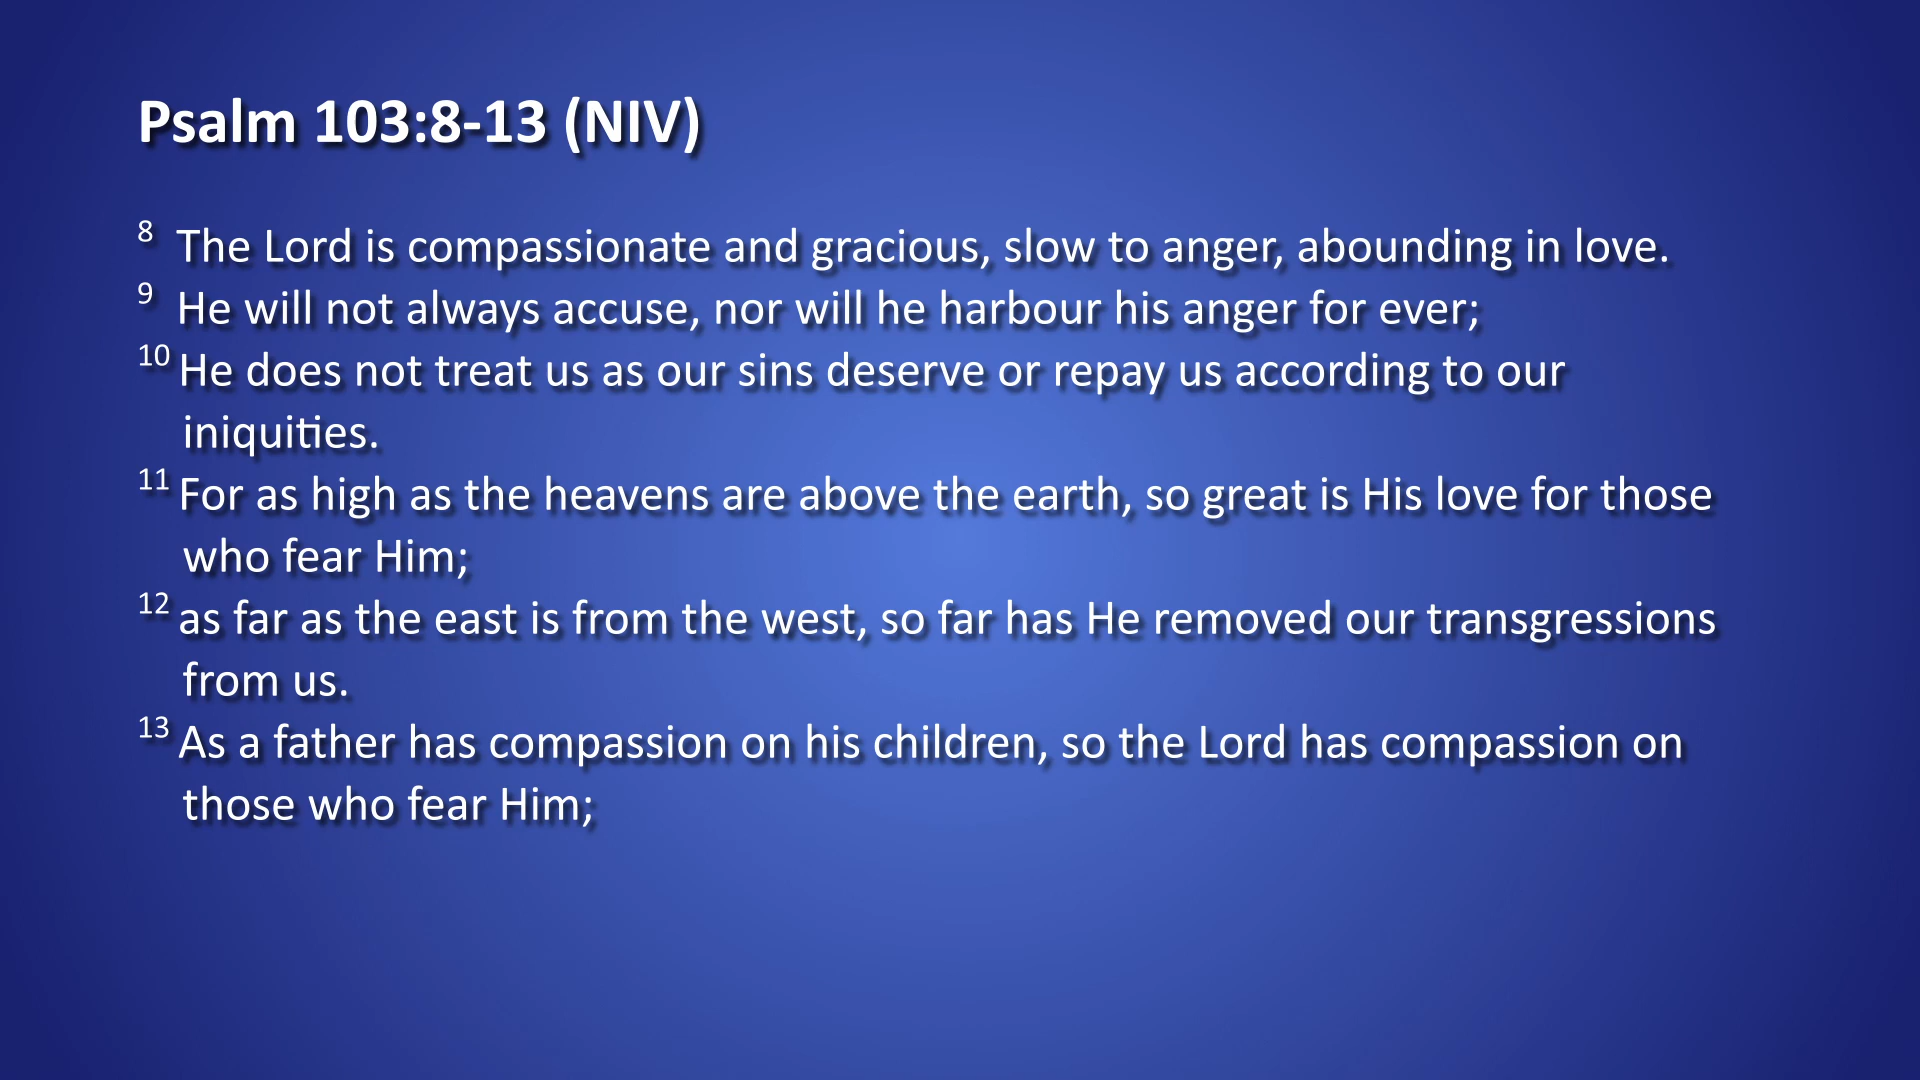 Psalm 103:8-13 (NIV)
8 The Lord is compassionate and gracious, slow to anger, abounding in love.
9 He will not always accuse, nor will he harbour his anger for ever;
10 He does not treat us as our sins deserve or repay us according to our
iniquities.
11 For as high as the heavens are above the earth, so great is His love for those
who fear Him;
12 as far as the east is from the west, so far has He removed our transgressions
from us.
13 As a father has compassion on his children, so the Lord has compassion on
those who fear Him;